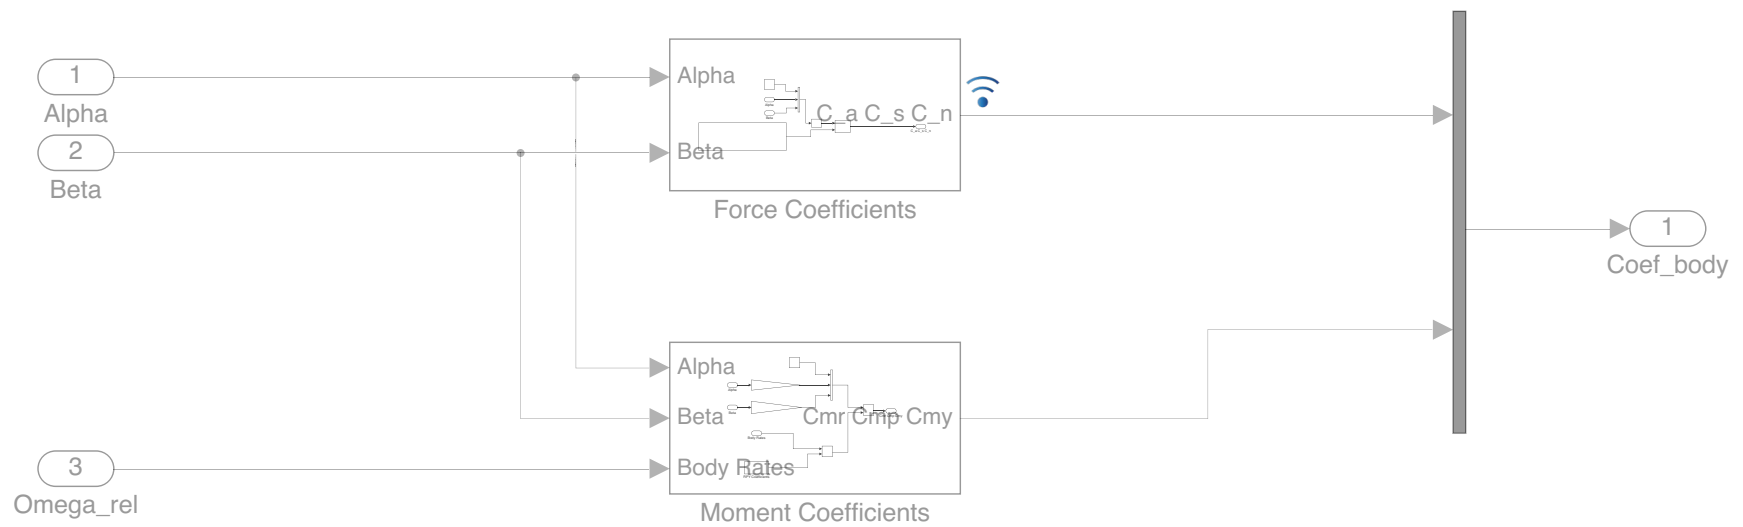 1
Alpha
2
Beta
3
Omega_rel
Alpha
Beta
C_a C_s C_n
Force Coefficients
Alpha
Beta
Body Rates
Cmr Cmp Cmy
Moment Coefficients
1
Coef_body